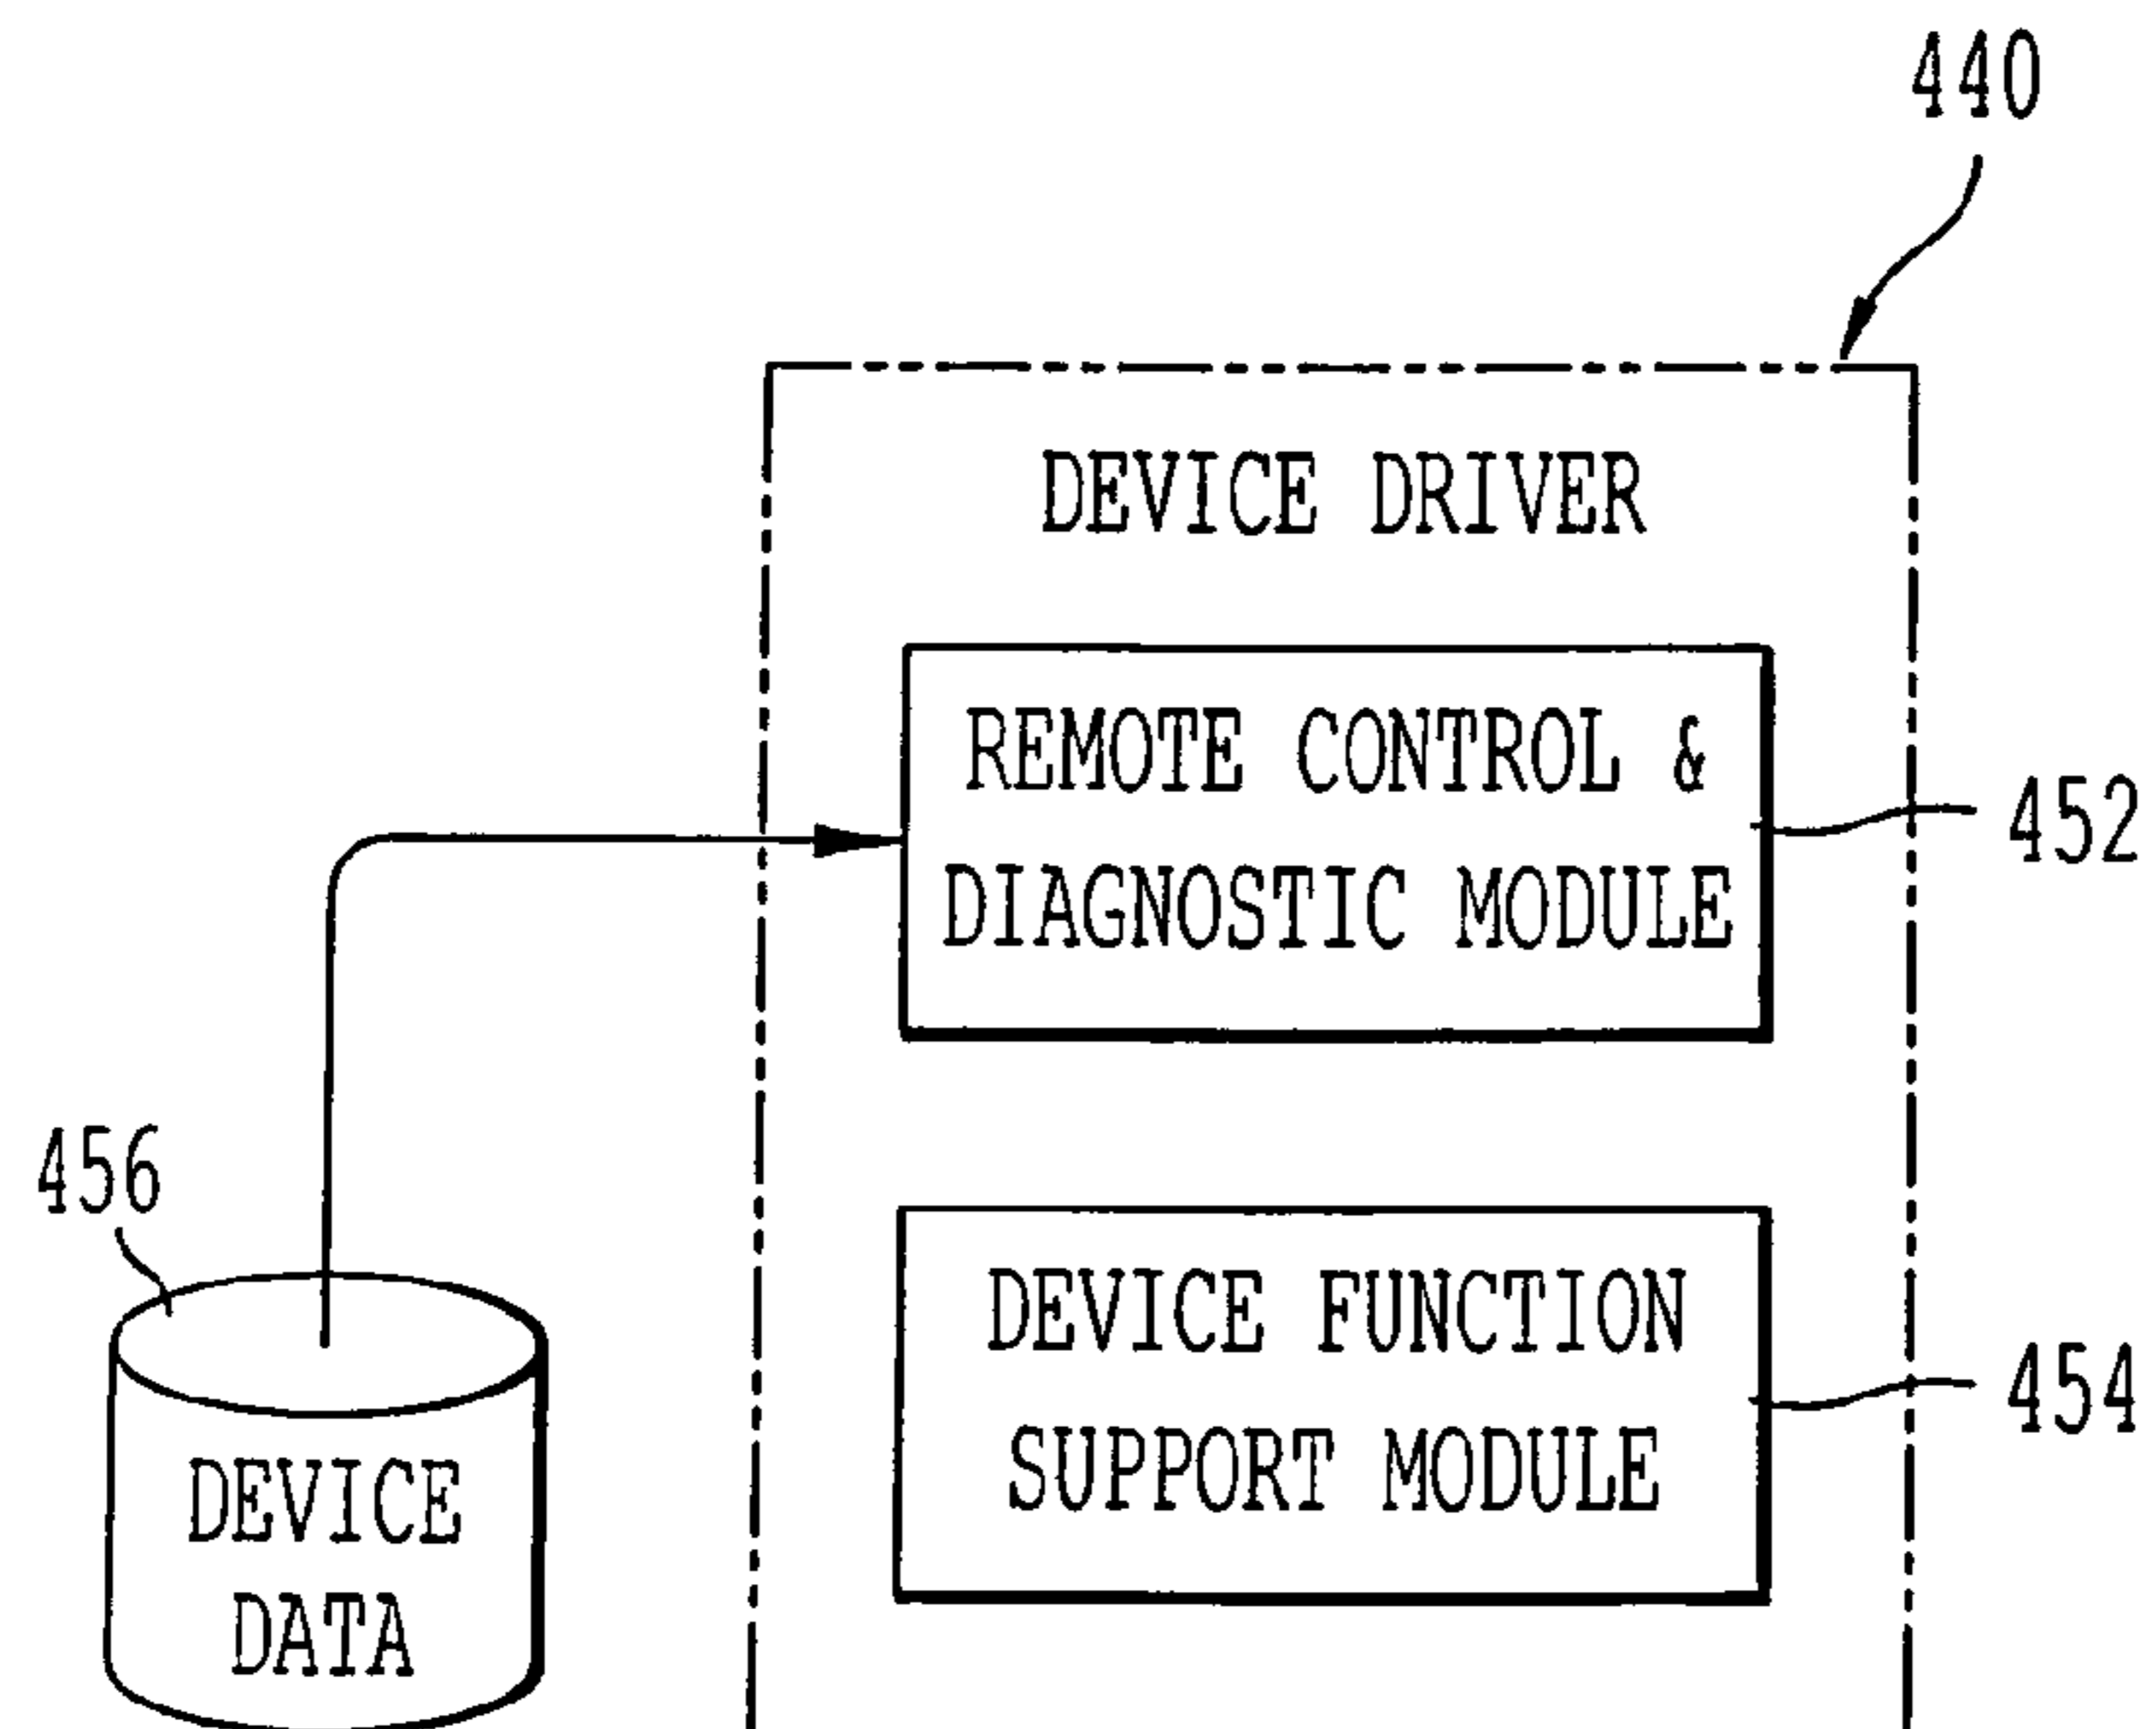 440
DEVICE DRIVER
REMOTE CONTROL &
DIAGNOSTIC MODULE
452
456
DEVICE FUNCTION
SUPPORT MODULE
454
DEVICE
DATA